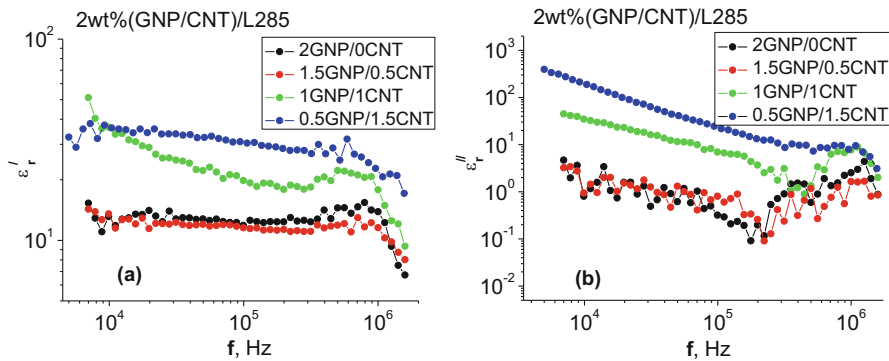 2wt%(GNP/CNT)/L285
10²
2GNP/0CNT
1.5GNP/0.5CNT
1GNP/1CNT
0.5GNP/1.5CNT
εᵣ′
10¹
(a)
10⁴ 10⁵ 10⁶
f, Hz
2wt%(GNP/CNT)/L285
10³
10²
10¹
10⁰
10⁻¹
10⁻²
2GNP/0CNT
1.5GNP/0.5CNT
1GNP/1CNT
0.5GNP/1.5CNT
εᵣ″
(b)
10⁴ 10⁵ 10⁶
f, Hz